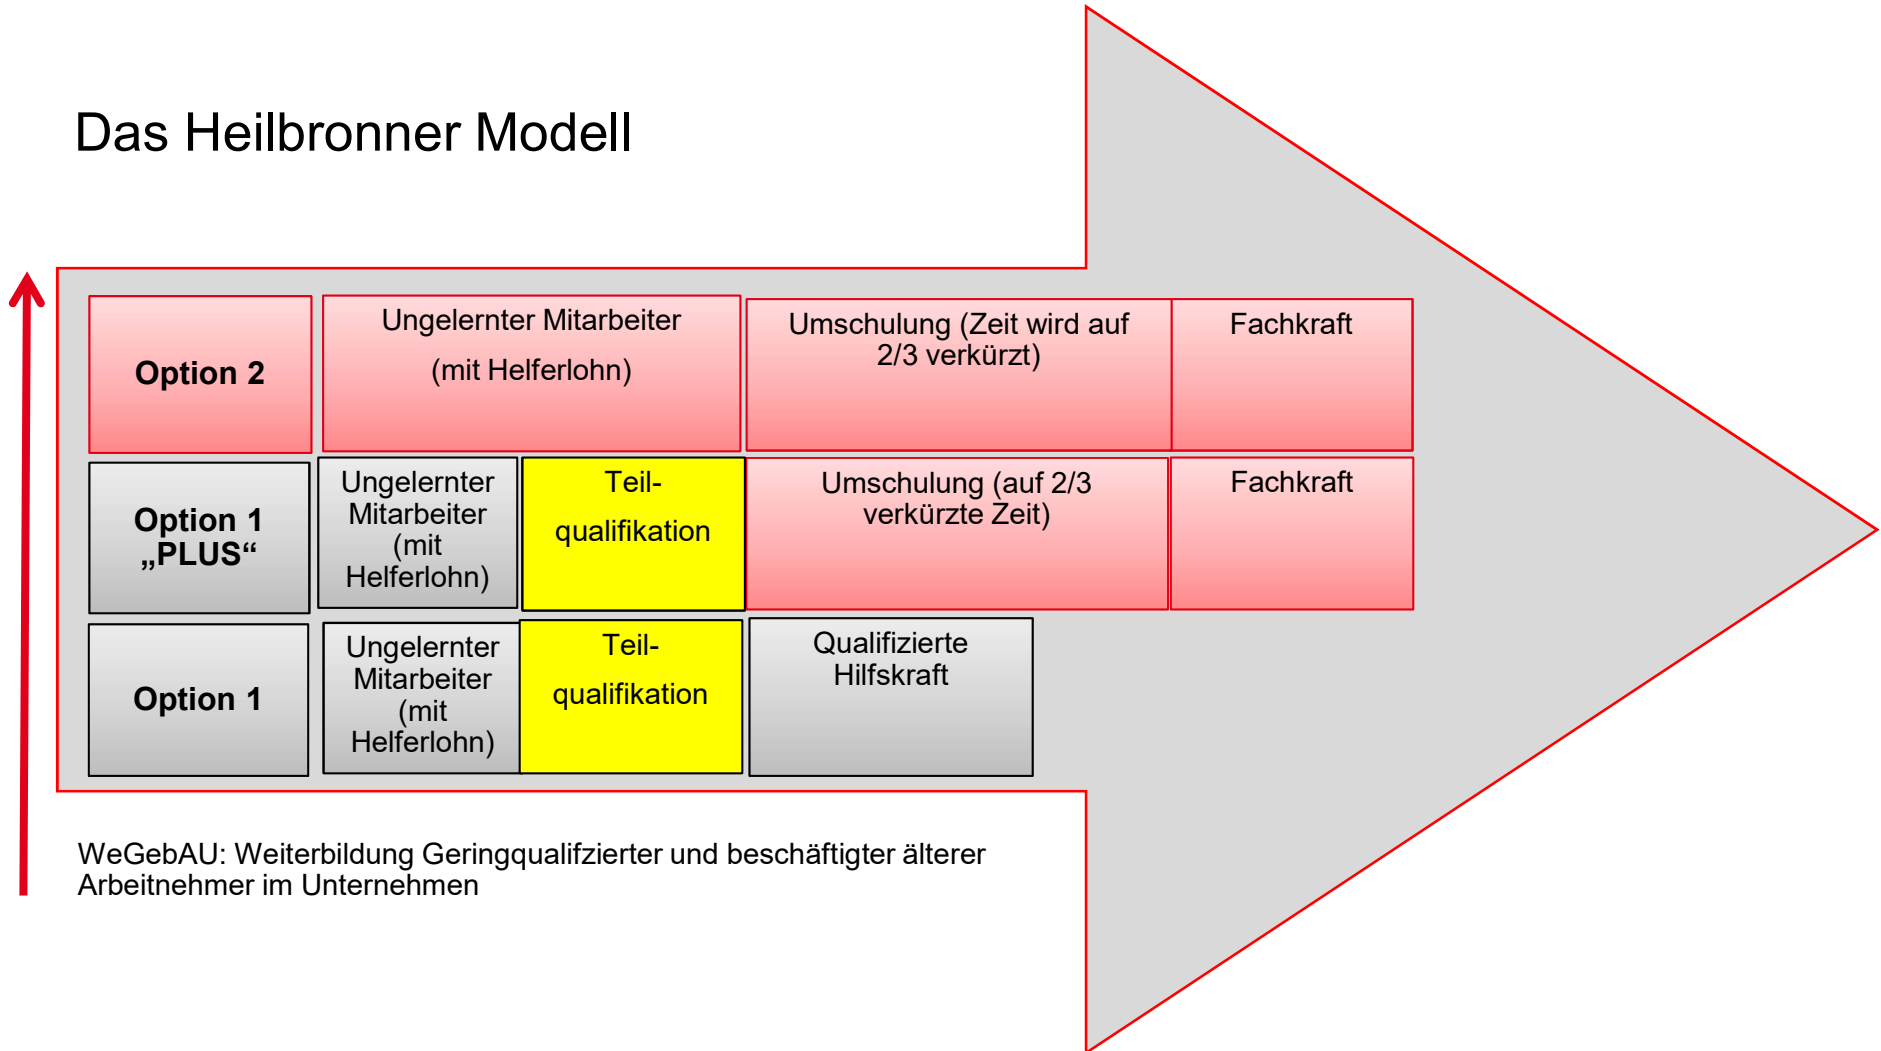 Das Heilbronner Modell
Option 2
Ungelernter Mitarbeiter
(mit Helferlohn)
Umschulung (Zeit wird auf
2/3 verkürzt)
Fachkraft
Option 1
„PLUS“
Ungelernter
Mitarbeiter
(mit
Helferlohn)
Teil-
qualifikation
Umschulung (auf 2/3
verkürzte Zeit)
Fachkraft
Option 1
Ungelernter
Mitarbeiter
(mit
Helferlohn)
Teil-
qualifikation
Qualifizierte
Hilfskraft
WeGebAU: Weiterbildung Geringqualifzierter und beschäftigter älterer
Arbeitnehmer im Unternehmen